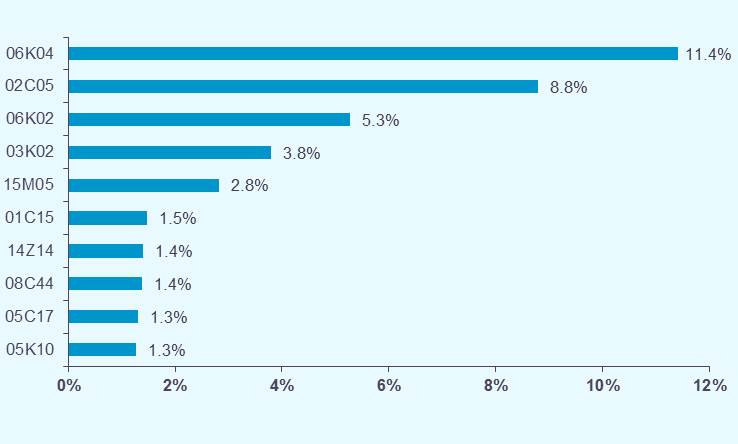 06K04 11.4%
02C05 8.8%
06K02 5.3%
03K02 3.8%
15M05 2.8%
01C15 1.5%
14Z14 1.4%
08C44 1.4%
05C17 1.3%
05K10 1.3%
0% 2% 4% 6% 8% 10% 12%